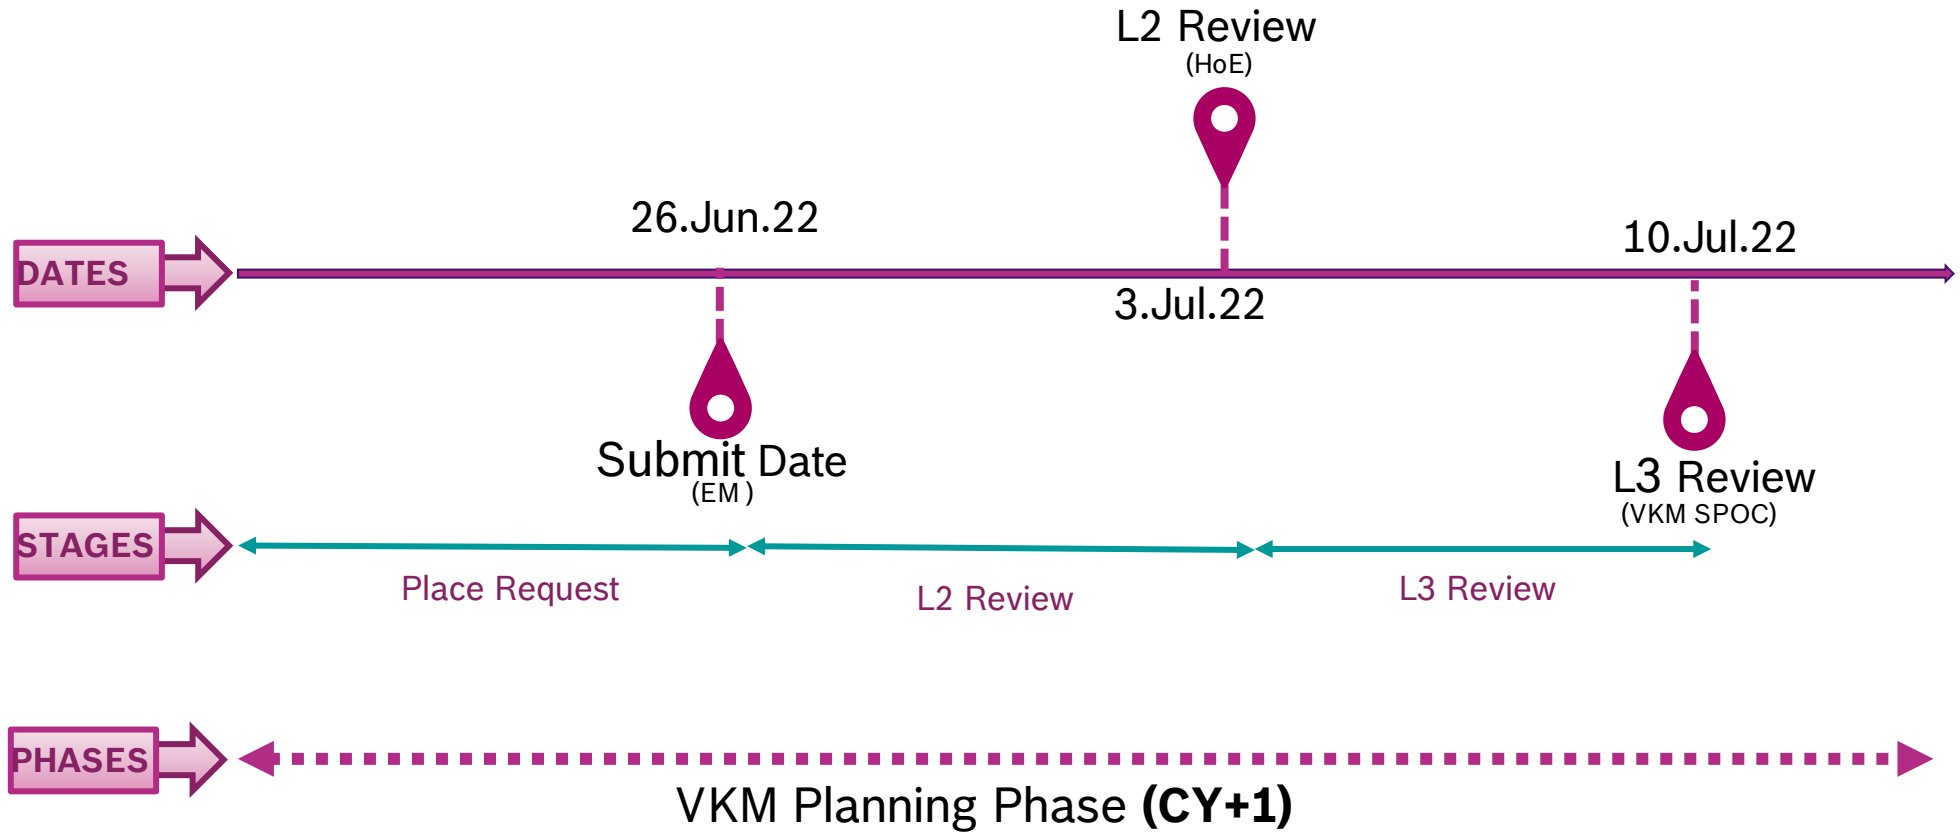 L2 Review
(HoE)
26.Jun.22
10.Jul.22
DATES
3.Jul.22
Submit Date
(EM )
L3 Review
(VKM SPOC)
STAGES
Place Request
L2 Review
L3 Review
PHASES
VKM Planning Phase (CY+1)